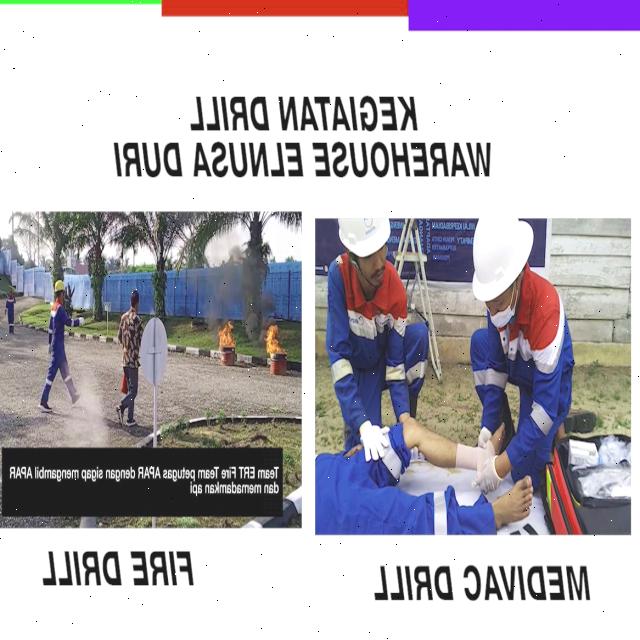 KEGIATAN DRILL
WAREHOUSE ELNUSA DURI
Team ERT Fire Team petugas APAR dengan sigap mengambil APAR
dan memadamkan api
FIRE DRILL
MEDIVAC DRILL